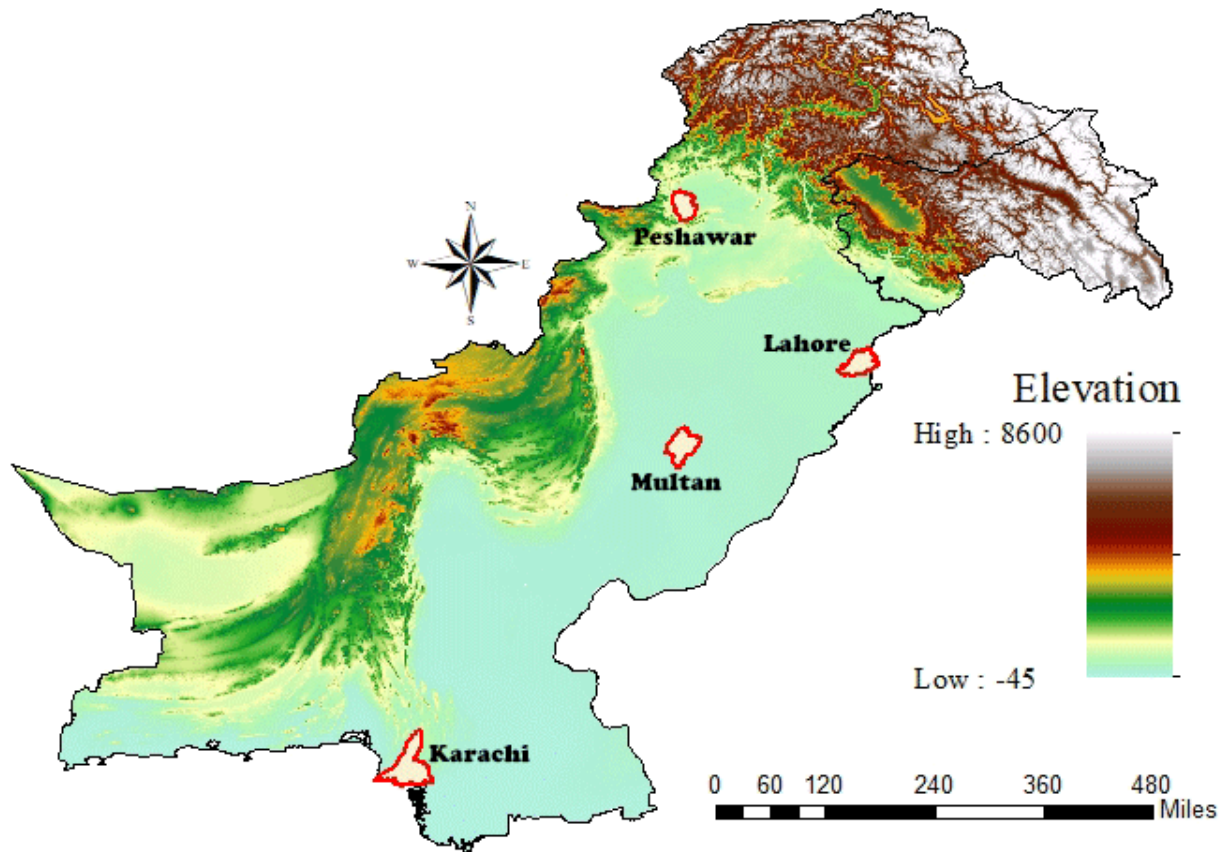 N
Peshawar
W E
S
Lahore
Elevation
High : 8600
Multan
Low : -45
Karachi
0 60 120 240 360 480
Miles